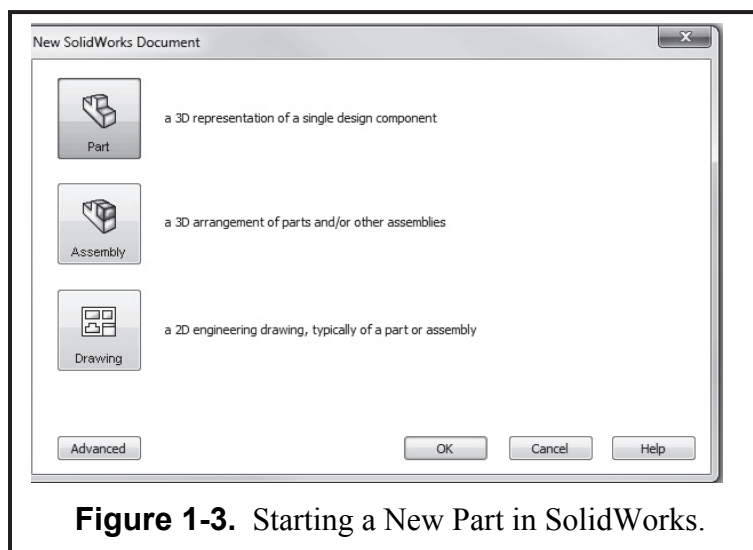 New SolidWorks Document
Part
a 3D representation of a single design component
Assembly
a 3D arrangement of parts and/or other assemblies
Drawing
a 2D engineering drawing, typically of a part or assembly
Advanced OK Cancel Help
Figure 1-3. Starting a New Part in SolidWorks.